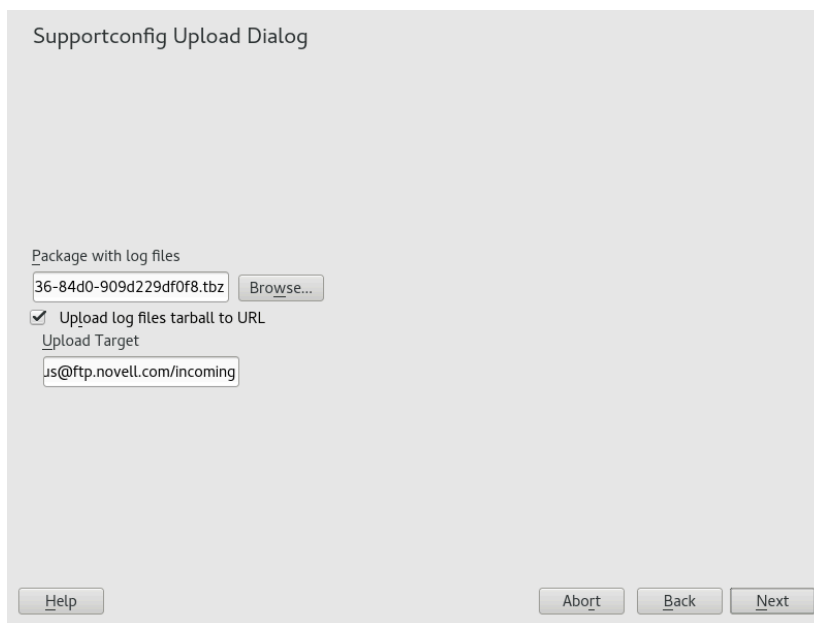 Supportconfig Upload Dialog
Package with log files
36-84d0-909d229df0f8.tbz Browse...
Upload log files tarball to URL
Upload Target
us@ftp.novell.com/incoming
Help Abort Back Next